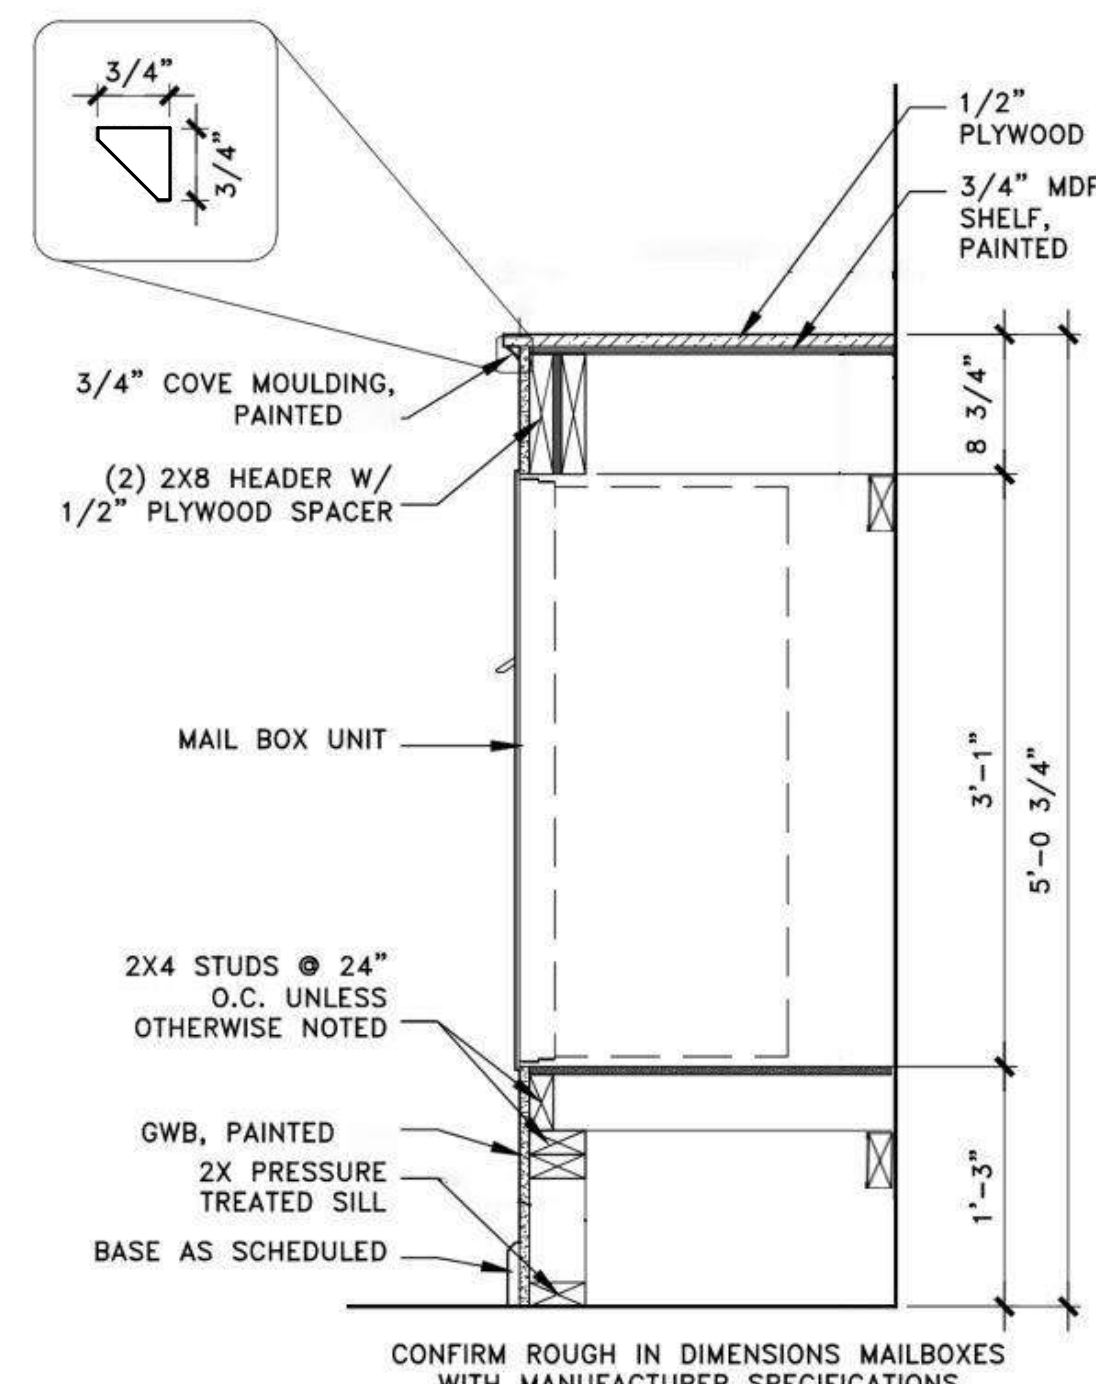 3/4”
3/4”
1/2”
PLYWOOD
3/4” MDF
SHELF,
PAINTED
3/4” COVE MOULDING,
PAINTED
8 3/4”
(2) 2X8 HEADER W/
1/2” PLYWOOD SPACER
MAIL BOX UNIT
3’-1”
5’-0 3/4”
2X4 STUDS @ 24”
O.C. UNLESS
OTHERWISE NOTED
GWB, PAINTED
2X PRESSURE
TREATED SILL
1’-3”
BASE AS SCHEDULED
CONFIRM ROUGH IN DIMENSIONS MAILBOXES
WITH MANUFACTURER SPECIFICATIONS